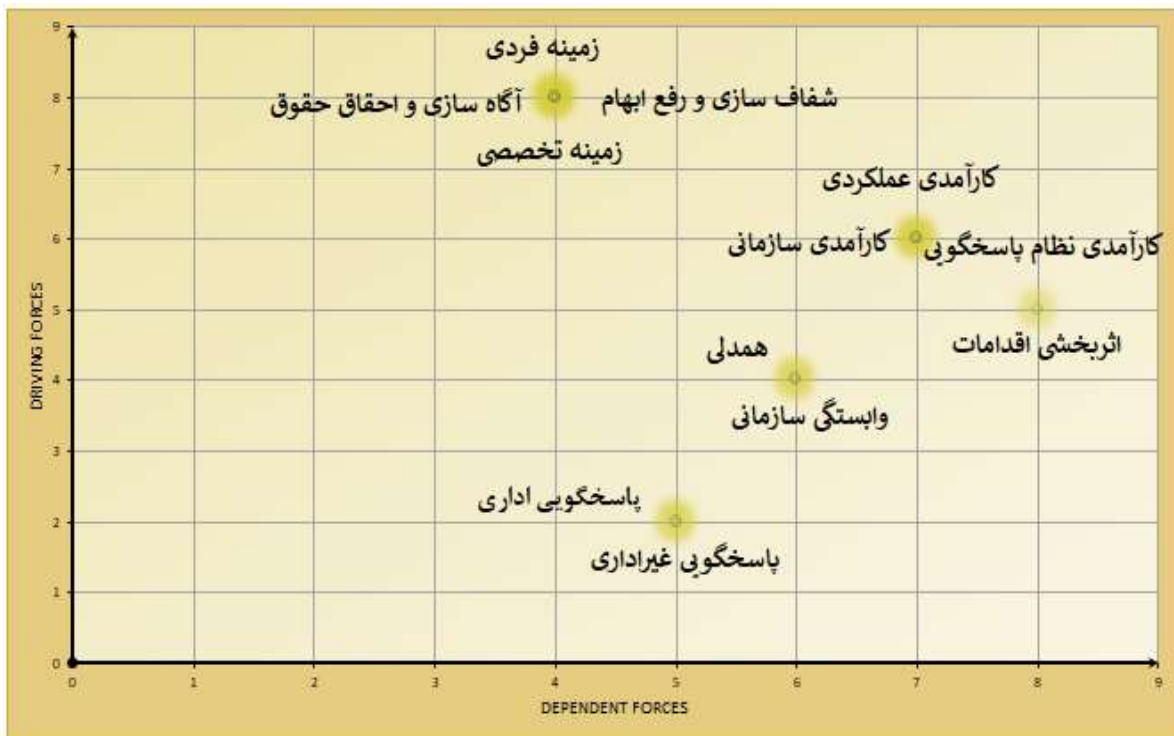 9
زمینه فردی
8
آگاه سازی و احقاق حقوق
شفاف سازی و رفع ابهام
زمینه تخصصی
7
کارآمدی عملکردی
6
کارآمدی سازمانی
کارآمدی نظام پاسخگویی
5
اثربخشی اقدامات
همدلی
4
وابستگی سازمانی
3
پاسخگویی اداری
2
پاسخگویی غیراداری
1
0
DRIVING FORCES
0 1 2 3 4 5 6 7 8 9
DEPENDENT FORCES